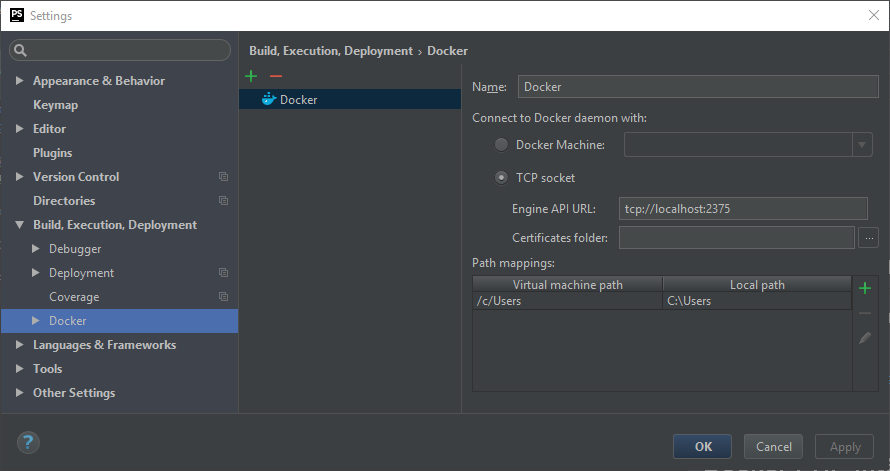 PS Settings
Build, Execution, Deployment › Docker
Appearance & Behavior
Keymap
Editor
Plugins
Version Control
Directories
Build, Execution, Deployment
Debugger
Deployment
Coverage
Docker
Languages & Frameworks
Tools
Other Settings
Docker
Name: Docker
Connect to Docker daemon with:
Docker Machine:
TCP socket
Engine API URL: tcp://localhost:2375
Certificates folder: ...
Path mappings:
Virtual machine path Local path
/c/Users C:\Users
? OK Cancel Apply